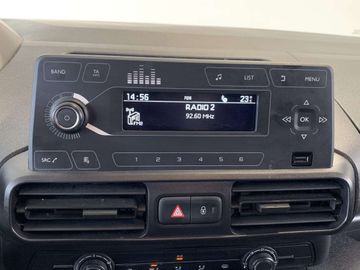 BAND
TA
LIST
MENU
14:56
23
RADIO 2
92.60 MHz
OK
SRC
1 2 3 4 5 6